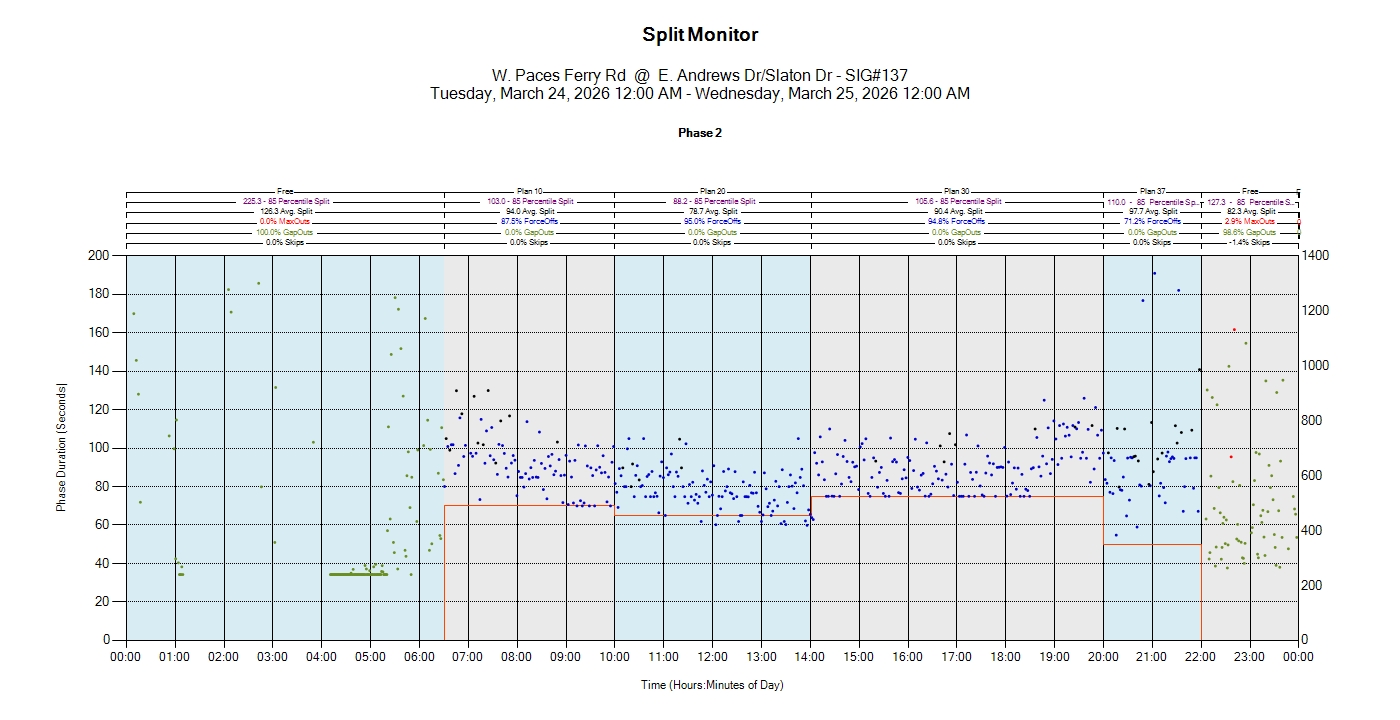 Split Monitor
W. Paces Ferry Rd @ E. Andrews Dr/Slaton Dr - SIG#137
Tuesday, March 24, 2026 12:00 AM - Wednesday, March 25, 2026 12:00 AM
Phase 2
Free Plan 10 Plan 20 Plan 30 Plan 37 Free F
225.3 - 85 Percentile Split 103.0 - 85 Percentile Split 88.2 - 85 Percentile Split 105.6 - 85 Percentile Split 110.0 - 85 Percentile Sp... 127.3 - 85 Percentile S...
126.3 Avg. Split 94.0 Avg. Split 78.7 Avg. Split 90.4 Avg. Split 97.7 Avg. Split 82.3 Avg. Split
0.0% MaxOuts 87.5% ForceOffs 95.0% ForceOffs 94.8% ForceOffs 71.2% ForceOffs 2.9% MaxOuts
100.0% GapOuts 0.0% GapOuts 0.0% GapOuts 0.0% GapOuts 0.0% GapOuts 98.6% GapOuts
0.0% Skips 0.0% Skips 0.0% Skips 0.0% Skips 0.0% Skips -1.4% Skips
200 1400
180
1200
160
140 1000
120
800
100
80 600
60
400
40
200
20
0 0
Phase Duration (Seconds)
00:00 01:00 02:00 03:00 04:00 05:00 06:00 07:00 08:00 09:00 10:00 11:00 12:00 13:00 14:00 15:00 16:00 17:00 18:00 19:00 20:00 21:00 22:00 23:00 00:00
Time (Hours:Minutes of Day)